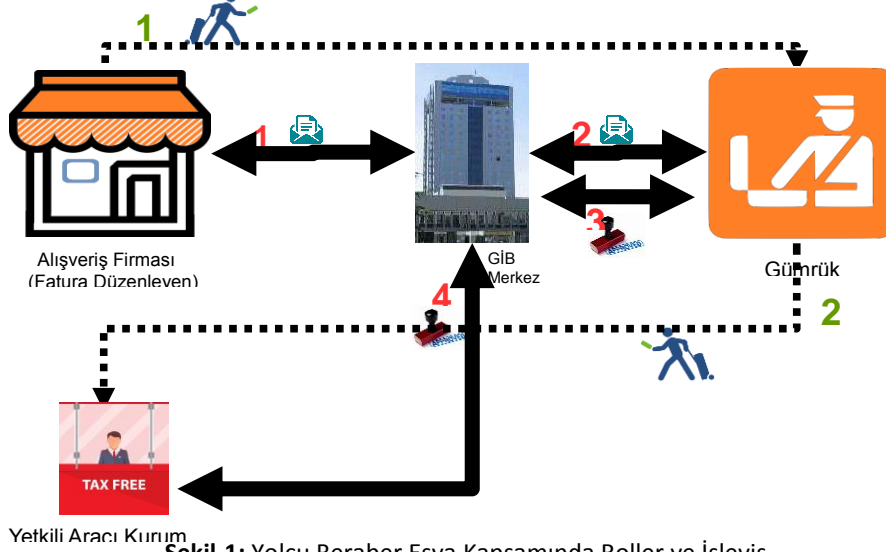 1
1
2
3
Alışveriş Firması
(Fatura Düzenleyen)
GİB
Merkez
Gümrük
4
2
TAX FREE
Yetkili Aracı Kurum
Şekil-1: Yolcu Beraber Eşya Kapsamında Roller ve İşleyiş